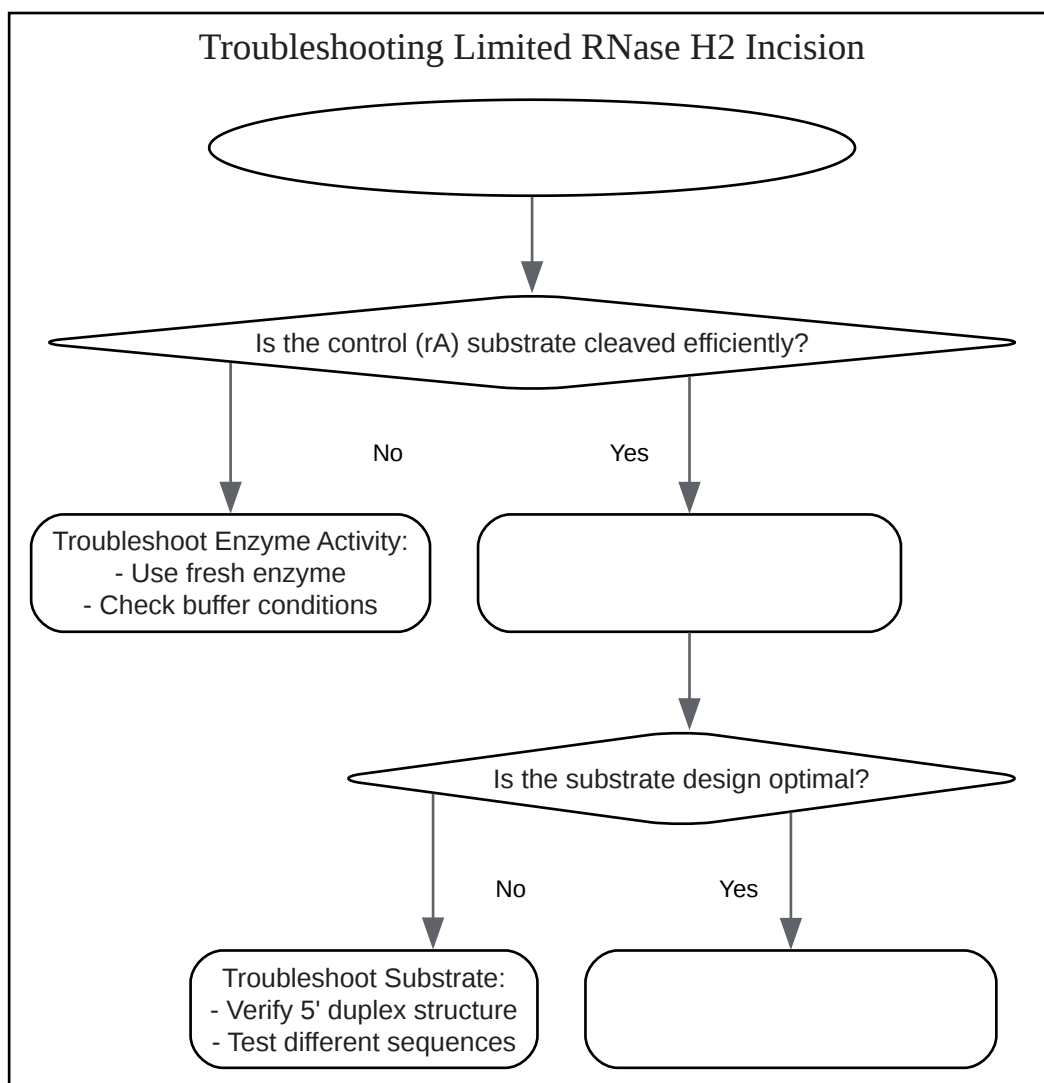 Troubleshooting Limited RNase H2 Incision
Is the control (rA) substrate cleaved efficiently?
No
Yes
Troubleshoot Enzyme Activity:
- Use fresh enzyme
- Check buffer conditions
Is the substrate design optimal?
No
Yes
Troubleshoot Substrate:
- Verify 5' duplex structure
- Test different sequences